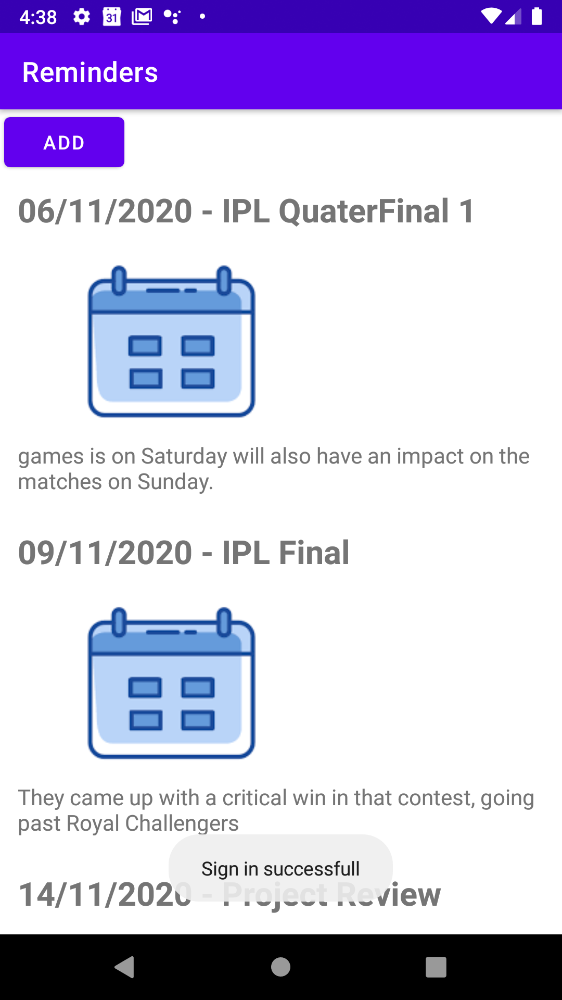 4:38
31
Reminders
ADD
06/11/2020 - IPL QuaterFinal 1
games is on Saturday will also have an impact on the
matches on Sunday.
09/11/2020 - IPL Final
They came up with a critical win in that contest, going
past Royal Challengers
Sign in successfull
14/11/2020 - Project Review